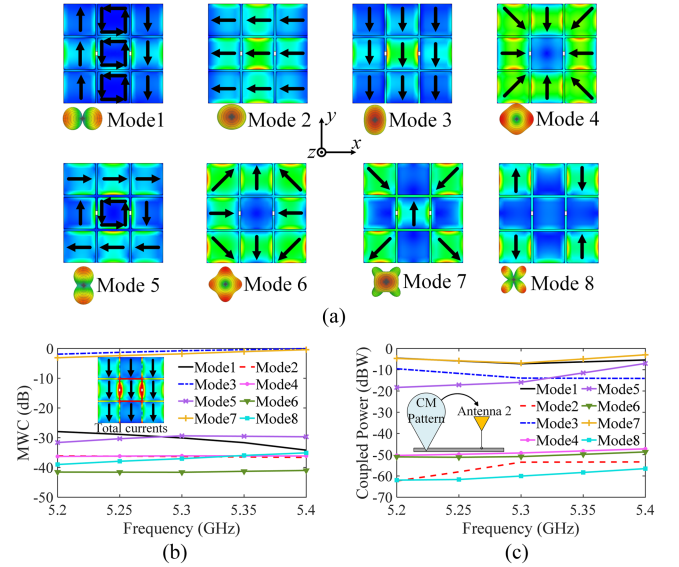 Mode1
Mode 2
Mode 3
Mode 4
y
z
x
Mode 5
Mode 6
Mode 7
Mode 8
(a)
MWC (dB)
0
-10
-20
-30
-40
-50
5.2
5.25
5.3
5.35
5.4
Frequency (GHz)
Total currents
Mode1
Mode2
Mode3
Mode4
Mode5
Mode6
Mode7
Mode8
(b)
Coupled Power (dBW)
0
-10
-20
-30
-40
-50
-60
-70
5.2
5.25
5.3
5.35
5.4
Frequency (GHz)
CM
Pattern
Antenna 2
Mode1
Mode5
Mode2
Mode6
Mode3
Mode7
Mode4
Mode8
(c)